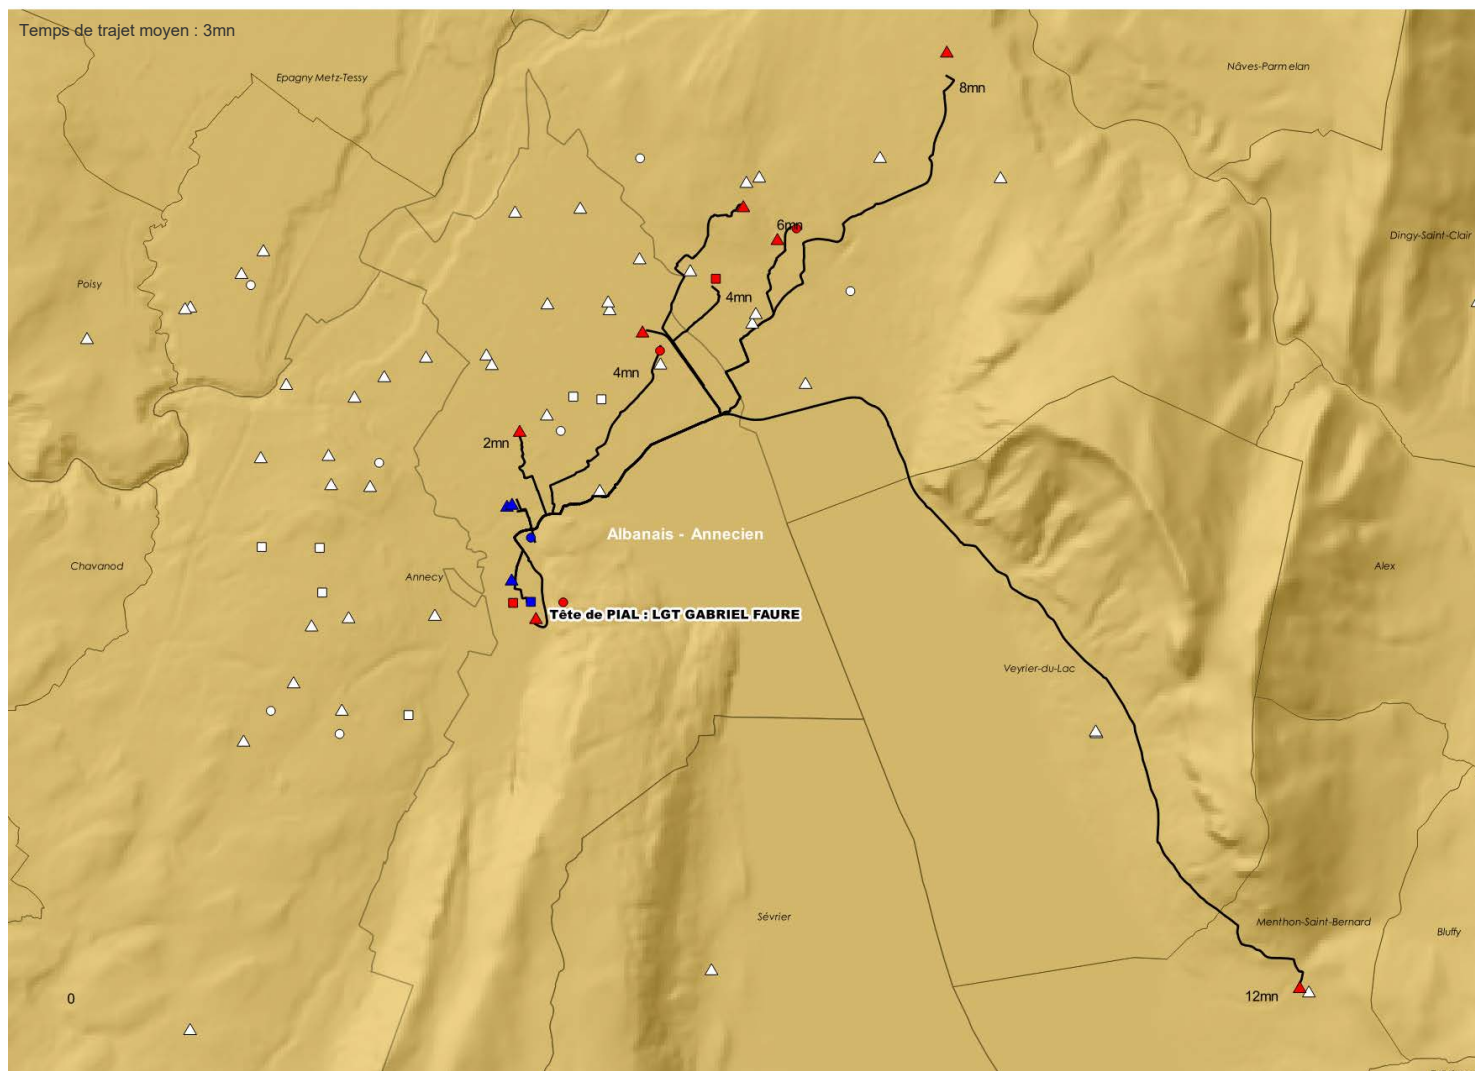 Temps de trajet moyen : 3mn
Epagny Metz-Tessy
Nâves-Parmelan
8mn
6mn
Dingy-Saint-Clair
Poisy
4mn
4mn
2mn
Albanais - Annecien
Chavanod
Annecy
Alex
Tête de PIAL : LGT GABRIEL FAURE
Veyrier-du-Lac
Sévrier
Menthon-Saint-Bernard
Bluffy
0
12mn